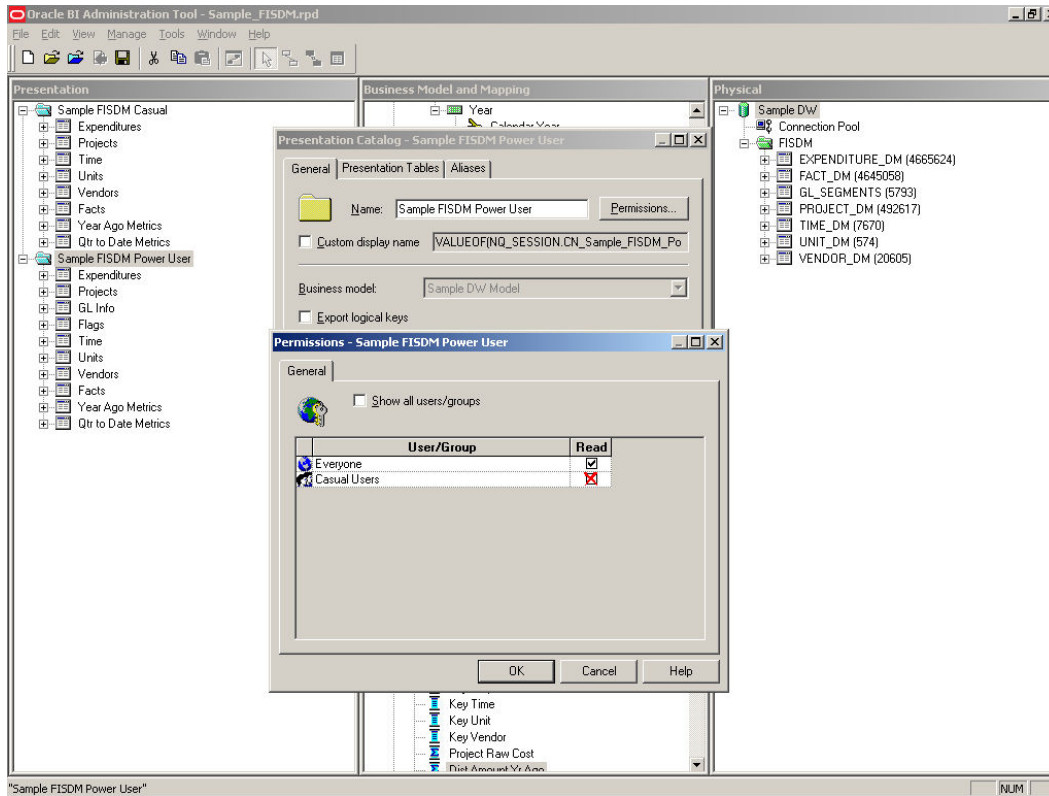 Oracle BI Administration Tool - Sample_FISDM.rpd
File Edit View Manage Tools Window Help
Presentation
Sample FISDM Casual
Expenditures
Projects
Time
Units
Vendors
Facts
Year Ago Metrics
Qtr to Date Metrics
Sample FISDM Power User
Expenditures
Projects
GL Info
Flags
Time
Units
Vendors
Facts
Year Ago Metrics
Qtr to Date Metrics
Business Model and Mapping
Year
Calendar Year
Presentation Catalog - Sample FISDM Power User
General Presentation Tables Aliases
Name: Sample FISDM Power User Permissions...
Custom display name VALUEOF(NQ_SESSION.CN_Sample_FISDM_Po
Business model: Sample DW Model
Export logical keys
Permissions - Sample FISDM Power User
General
Show all users/groups
User/Group Read
Everyone
Casual Users
OK Cancel Help
Key Time
Key Unit
Key Vendor
Project Raw Cost
Dist Amount Yr Ago
Physical
Sample DW
Connection Pool
FISDM
EXPENDITURE_DM (4665624)
FACT_DM (4645058)
GL_SEGMENTS (5793)
PROJECT_DM (492617)
TIME_DM (7670)
UNIT_DM (574)
VENDOR_DM (20605)
"Sample FISDM Power User" NUM